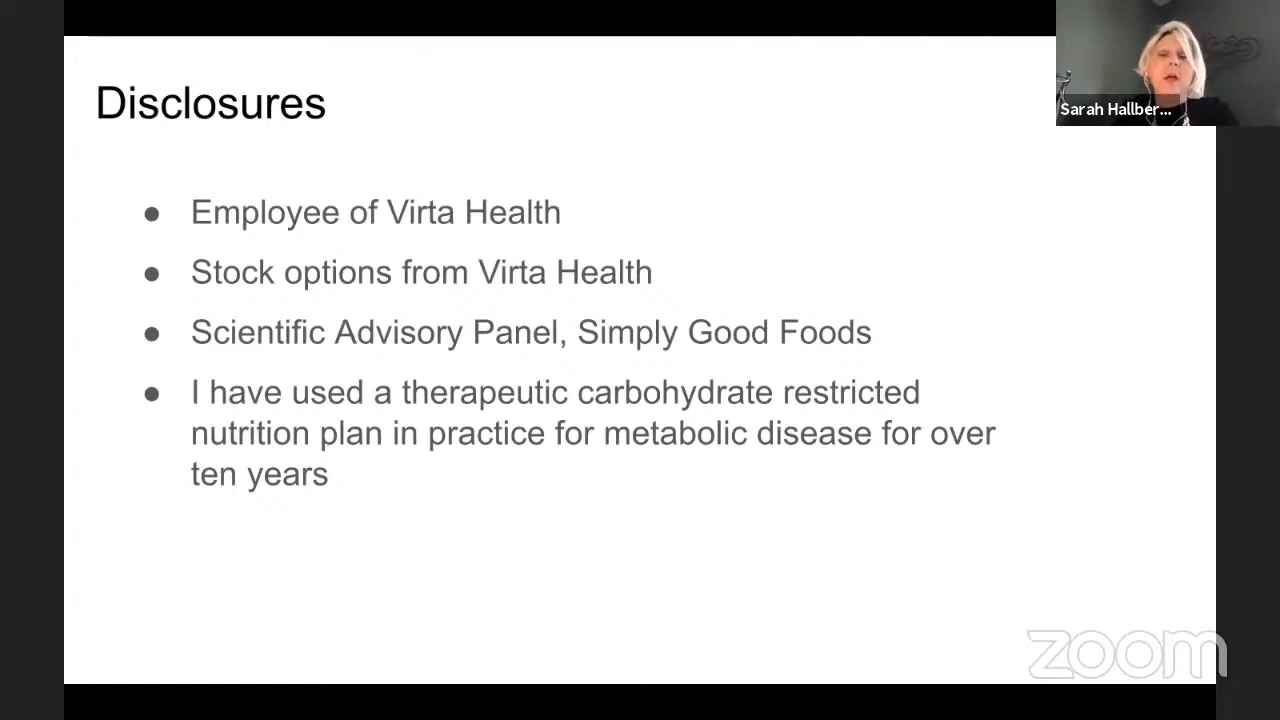 Disclosures
Sarah Hallber...
● Employee of Virta Health
● Stock options from Virta Health
● Scientific Advisory Panel, Simply Good Foods
● I have used a therapeutic carbohydrate restricted
nutrition plan in practice for metabolic disease for over
ten years
zoom